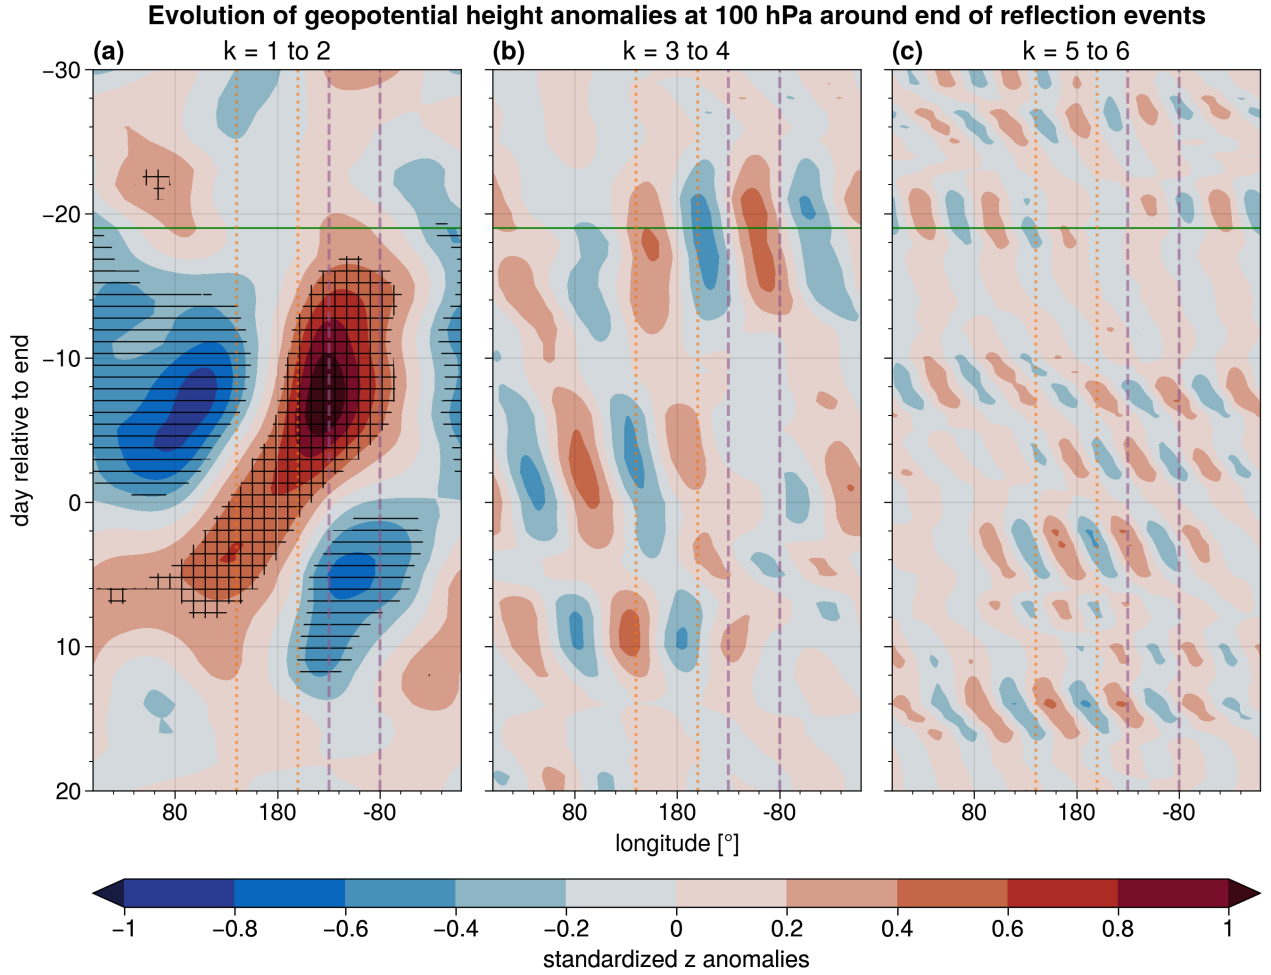 Evolution of geopotential height anomalies at 100 hPa around end of reflection events
(a) k = 1 to 2 (b) k = 3 to 4 (c) k = 5 to 6
−30
−20
−10
0
10
20
day relative to end
80 180 -80 80 180 -80 80 180 -80
longitude [°]
−1 −0.8 −0.6 −0.4 −0.2 0 0.2 0.4 0.6 0.8 1
standardized z anomalies